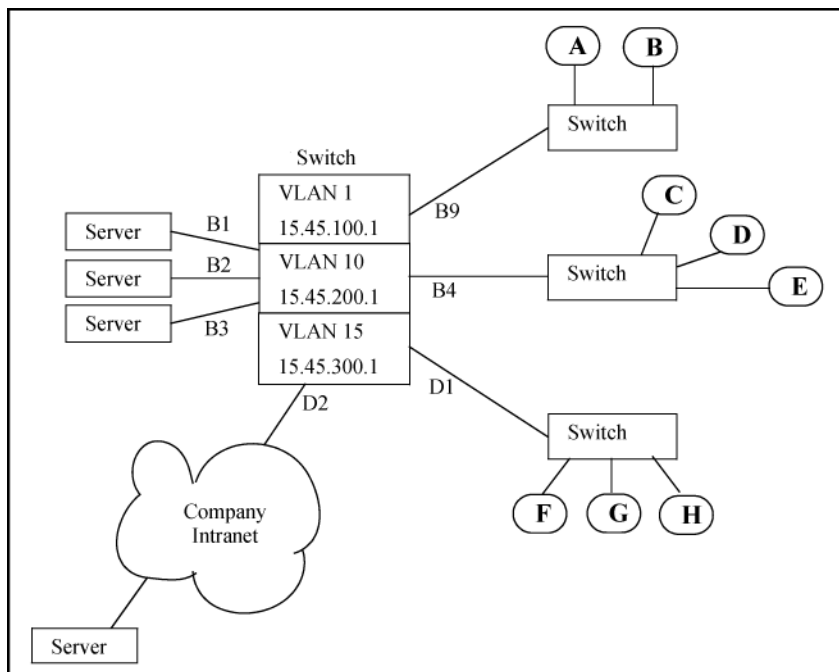 A B
Switch
Switch
VLAN 1
15.45.100.1
B9
C
Server
B1
Server
B2
VLAN 10
15.45.200.1
B4
Switch
D
E
Server
B3
VLAN 15
15.45.300.1
D2
D1
Switch
Company
Intranet
F G H
Server